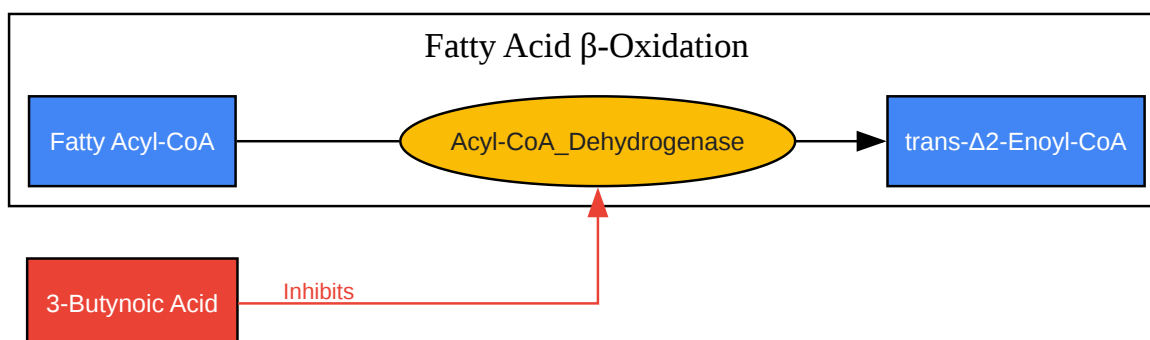 Fatty Acid β-Oxidation
Fatty Acyl-CoA
Acyl-CoA_Dehydrogenase
trans-Δ2-Enoyl-CoA
Inhibits
3-Butynoic Acid